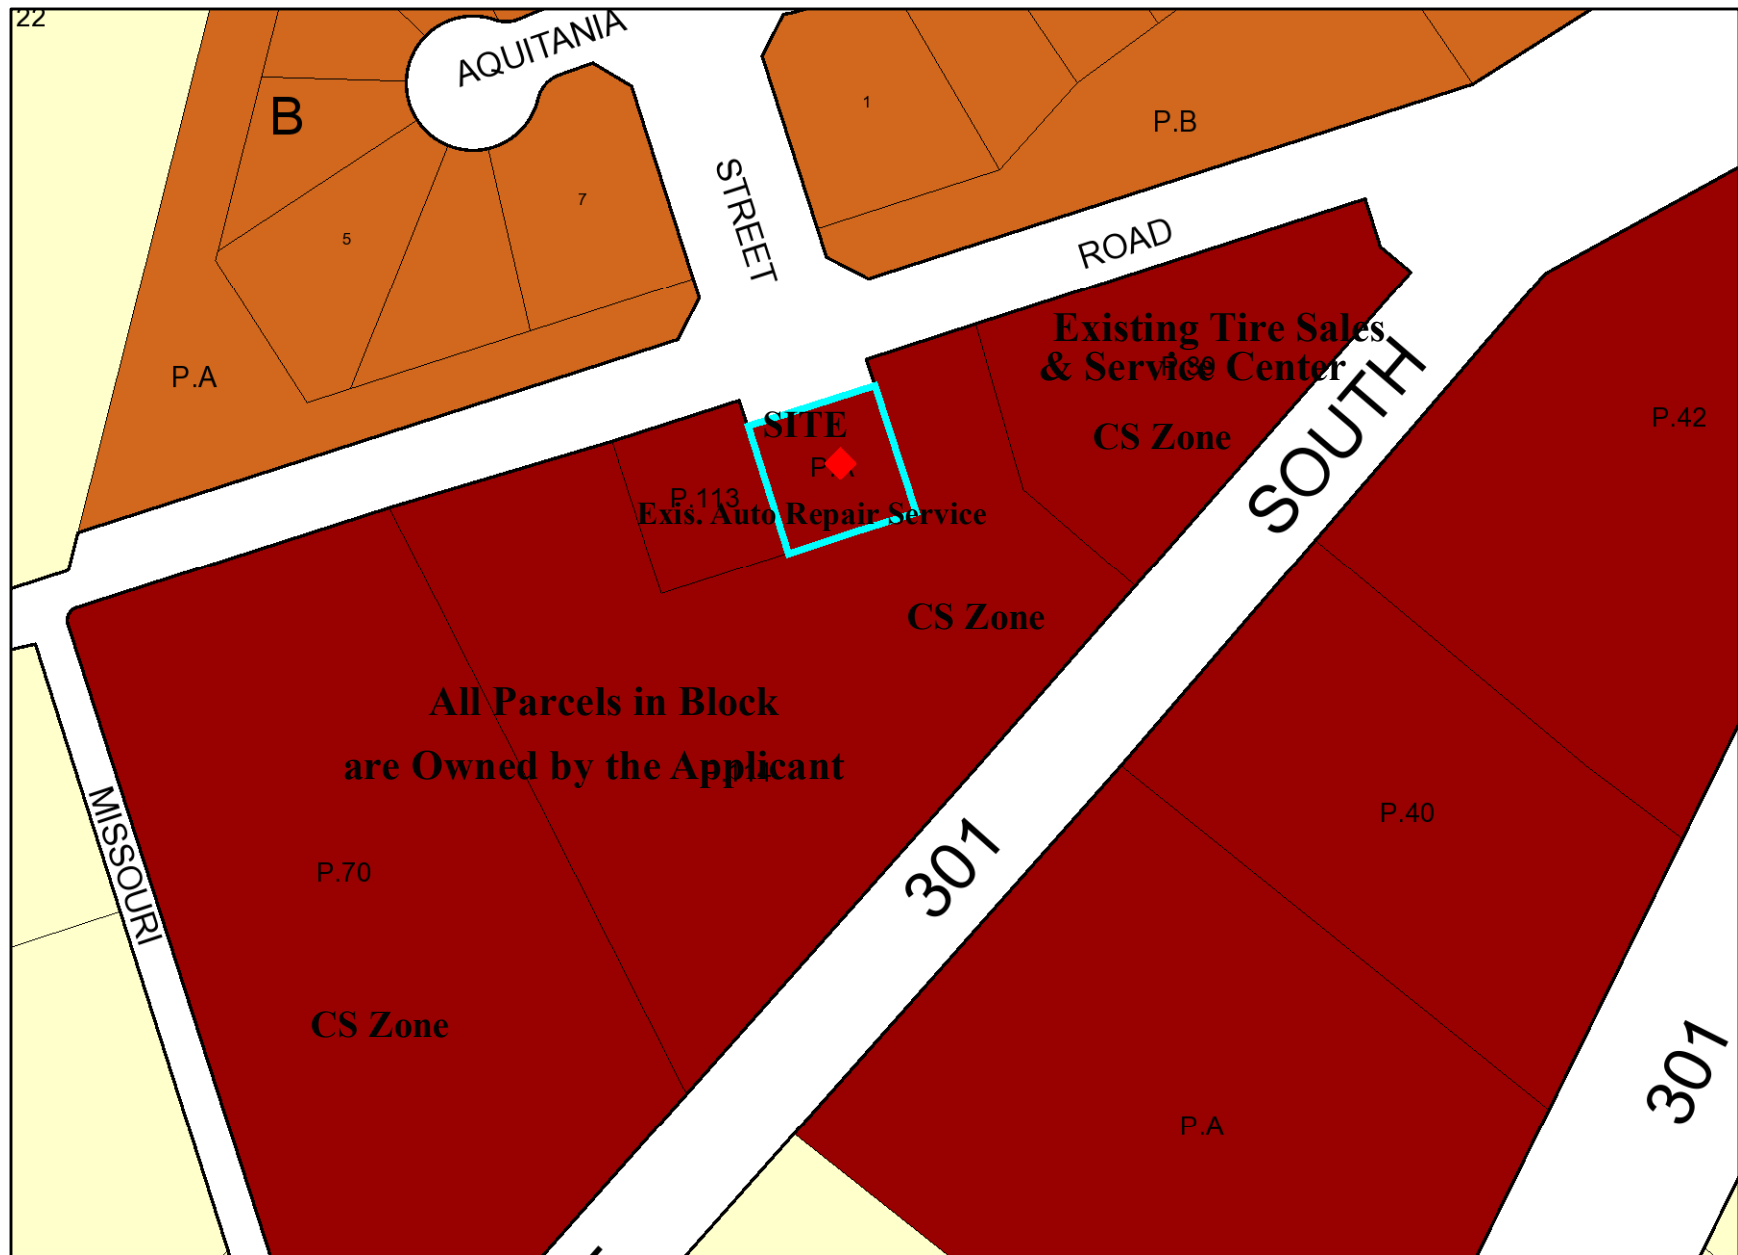 22
AQUITANIA
B
1
P.B
STREET
7
5
ROAD
P.A
Existing Tire Sales
& Service Center
P.42
SITE
CS Zone
SOUTH
P.113
Exis. Auto Repair Service
CS Zone
All Parcels in Block
are Owned by the Applicant
MISSOURI
P.40
P.70
301
CS Zone
301
P.A